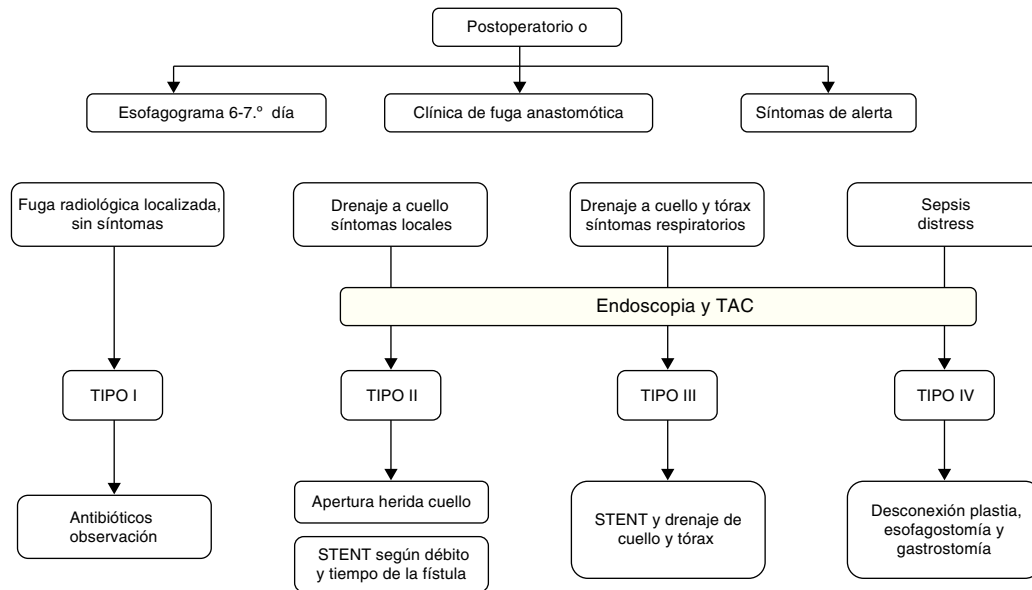 Postoperatorio o
Esofagograma 6-7.º día
Clínica de fuga anastomótica
Síntomas de alerta
Fuga radiológica localizada,
sin síntomas
Drenaje a cuello
síntomas locales
Drenaje a cuello y tórax
síntomas respiratorios
Sepsis
distress
Endoscopia y TAC
TIPO I
TIPO II
TIPO III
TIPO IV
Antibióticos
observación
Apertura herida cuello
STENT según débito
y tiempo de la fístula
STENT y drenaje de
cuello y tórax
Desconexión plastia,
esofagostomía y
gastrostomía